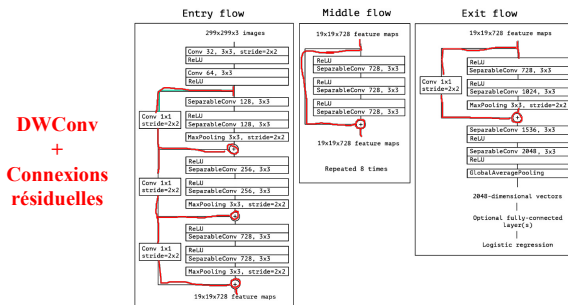 DWConv
+
Connexions
résiduelles
Entry flow
299x299x3 images
Conv 32, 3x3, stride=2x2
ReLU
Conv 64, 3x3
ReLU
SeparableConv 128, 3x3
Conv 1x1
stride=2x2
ReLU
SeparableConv 128, 3x3
MaxPooling 3x3, stride=2x2
+
ReLU
SeparableConv 256, 3x3
Conv 1x1
stride=2x2
ReLU
SeparableConv 256, 3x3
MaxPooling 3x3, stride=2x2
+
ReLU
SeparableConv 728, 3x3
Conv 1x1
stride=2x2
ReLU
SeparableConv 728, 3x3
MaxPooling 3x3, stride=2x2
+
19x19x728 feature maps
Middle flow
19x19x728 feature maps
ReLU
SeparableConv 728, 3x3
ReLU
SeparableConv 728, 3x3
ReLU
SeparableConv 728, 3x3
+
19x19x728 feature maps
Repeated 8 times
Exit flow
19x19x728 feature maps
ReLU
SeparableConv 728, 3x3
Conv 1x1
stride=2x2
ReLU
SeparableConv 1024, 3x3
MaxPooling 3x3, stride=2x2
+
SeparableConv 1536, 3x3
ReLU
SeparableConv 2048, 3x3
ReLU
GlobalAveragePooling
2048-dimensional vectors
Optional fully-connected
layer(s)
Logistic regression